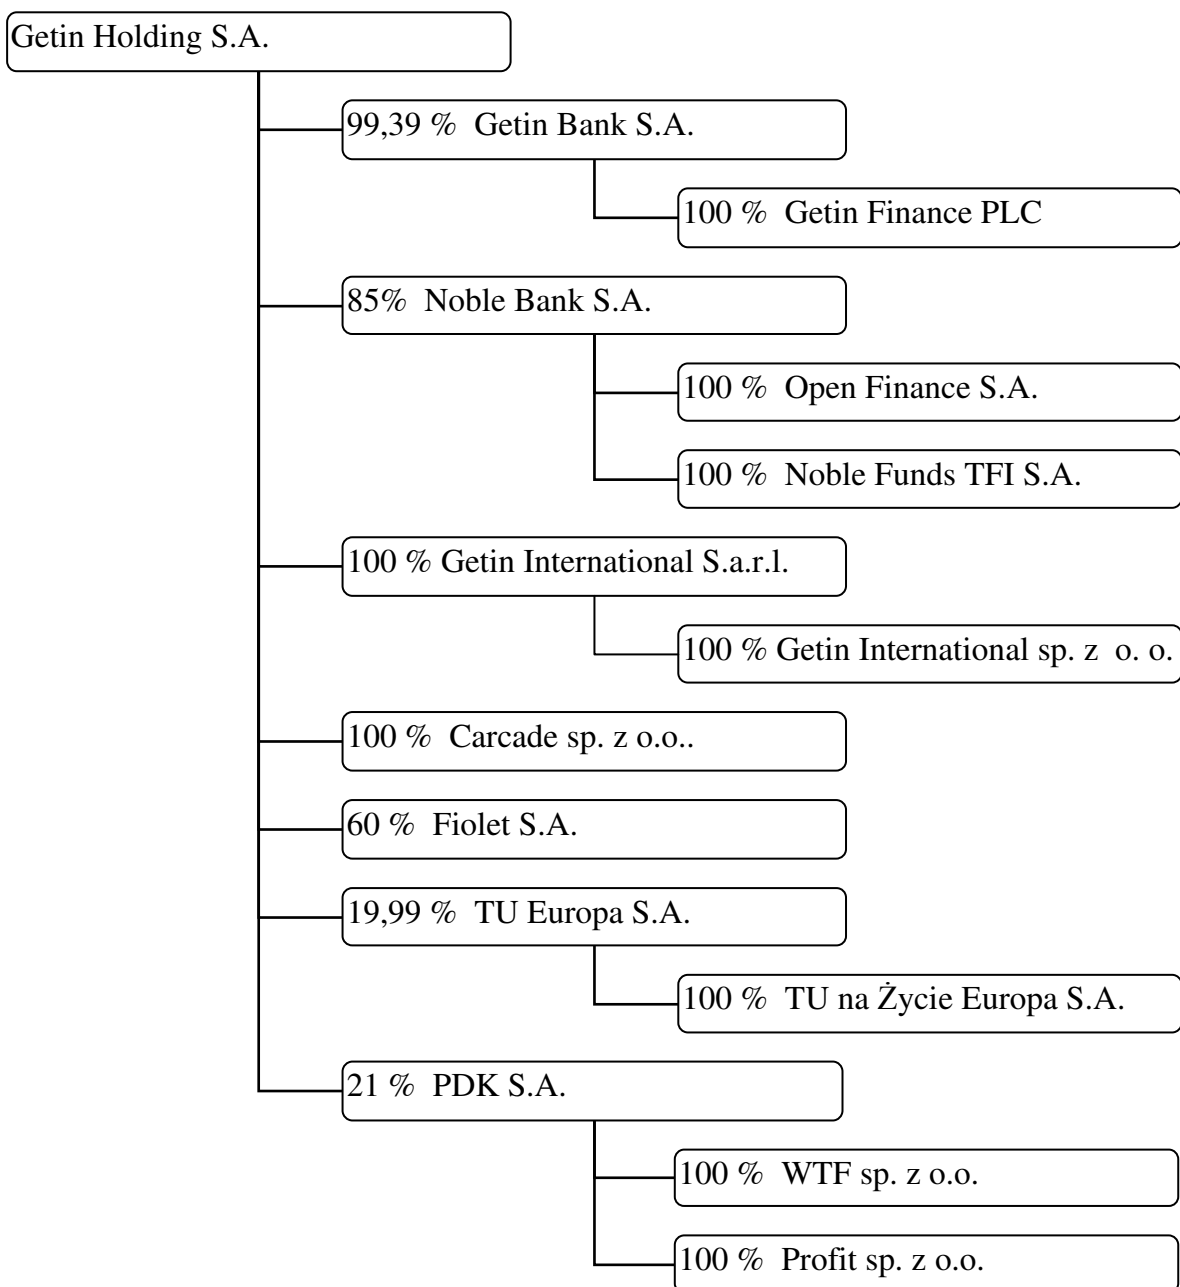 Getin Holding S.A.
99,39 % Getin Bank S.A.
100 % Getin Finance PLC
85% Noble Bank S.A.
100 % Open Finance S.A.
100 % Noble Funds TFI S.A.
100 % Getin International S.a.r.l.
100 % Getin International sp. z o. o.
100 % Carcade sp. z o.o..
60 % Fiolet S.A.
19,99 % TU Europa S.A.
100 % TU na Życie Europa S.A.
21 % PDK S.A.
100 % WTF sp. z o.o.
100 % Profit sp. z o.o.